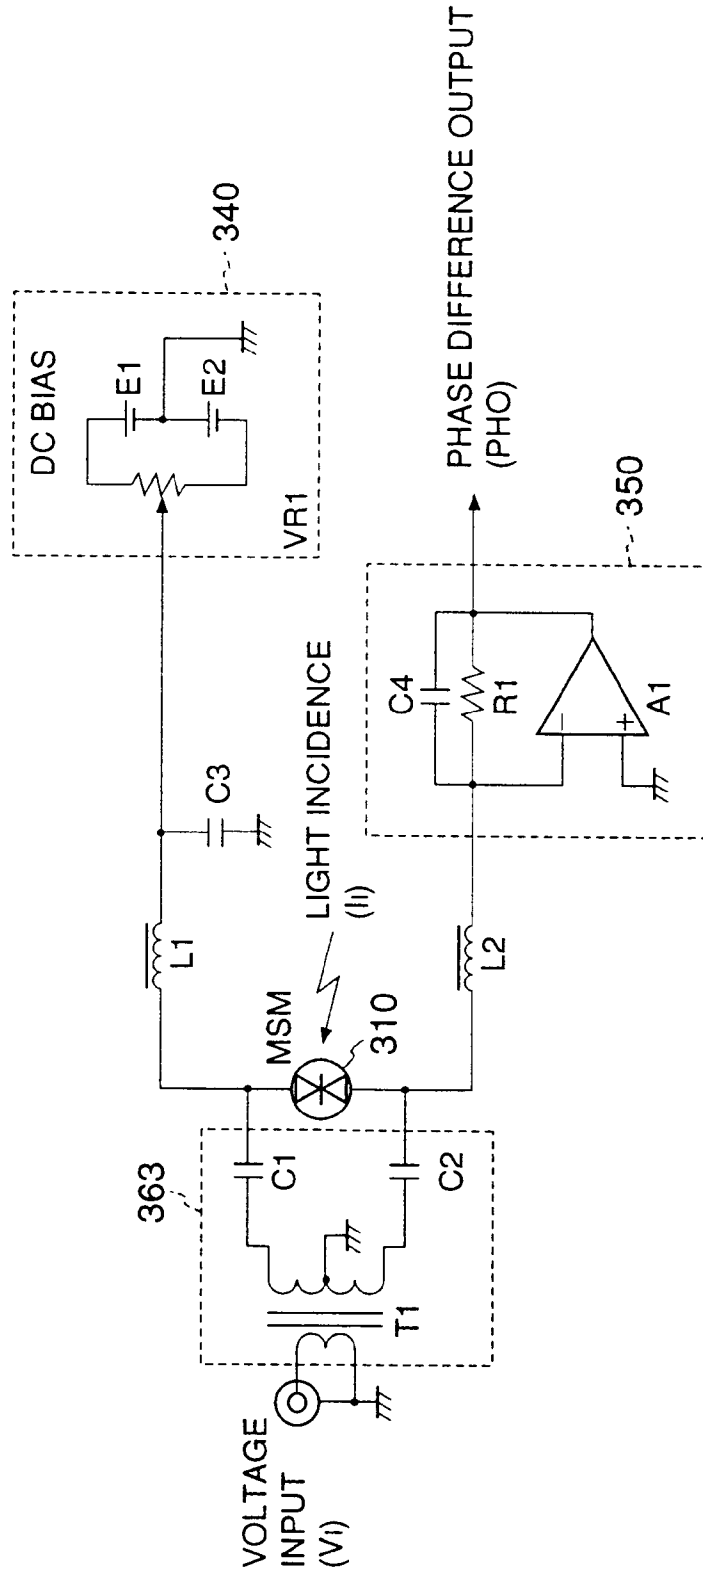 VOLTAGE
INPUT
(VI)
363
C1
C2
T1
MSM
310
LIGHT INCIDENCE
(II)
L1
L2
C3
DC BIAS
E1
E2
VR1
340
C4
R1
A1
350
PHASE DIFFERENCE OUTPUT
(PHO)